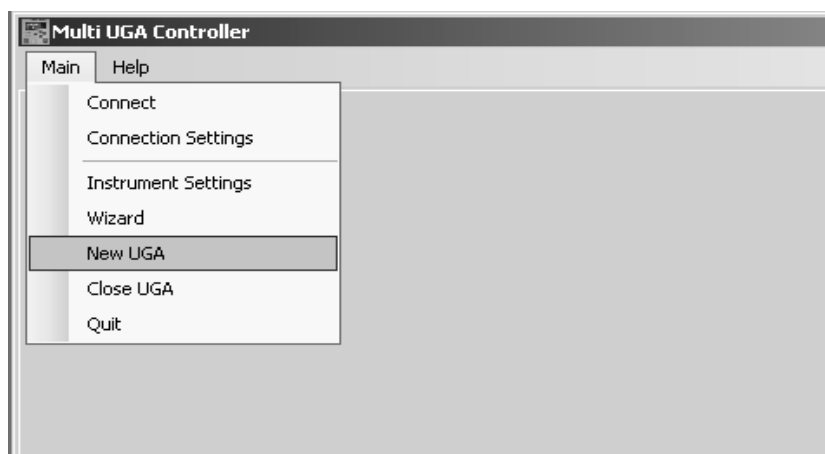 Multi UGA Controller
Main Help
Connect
Connection Settings
Instrument Settings
Wizard
New UGA
Close UGA
Quit